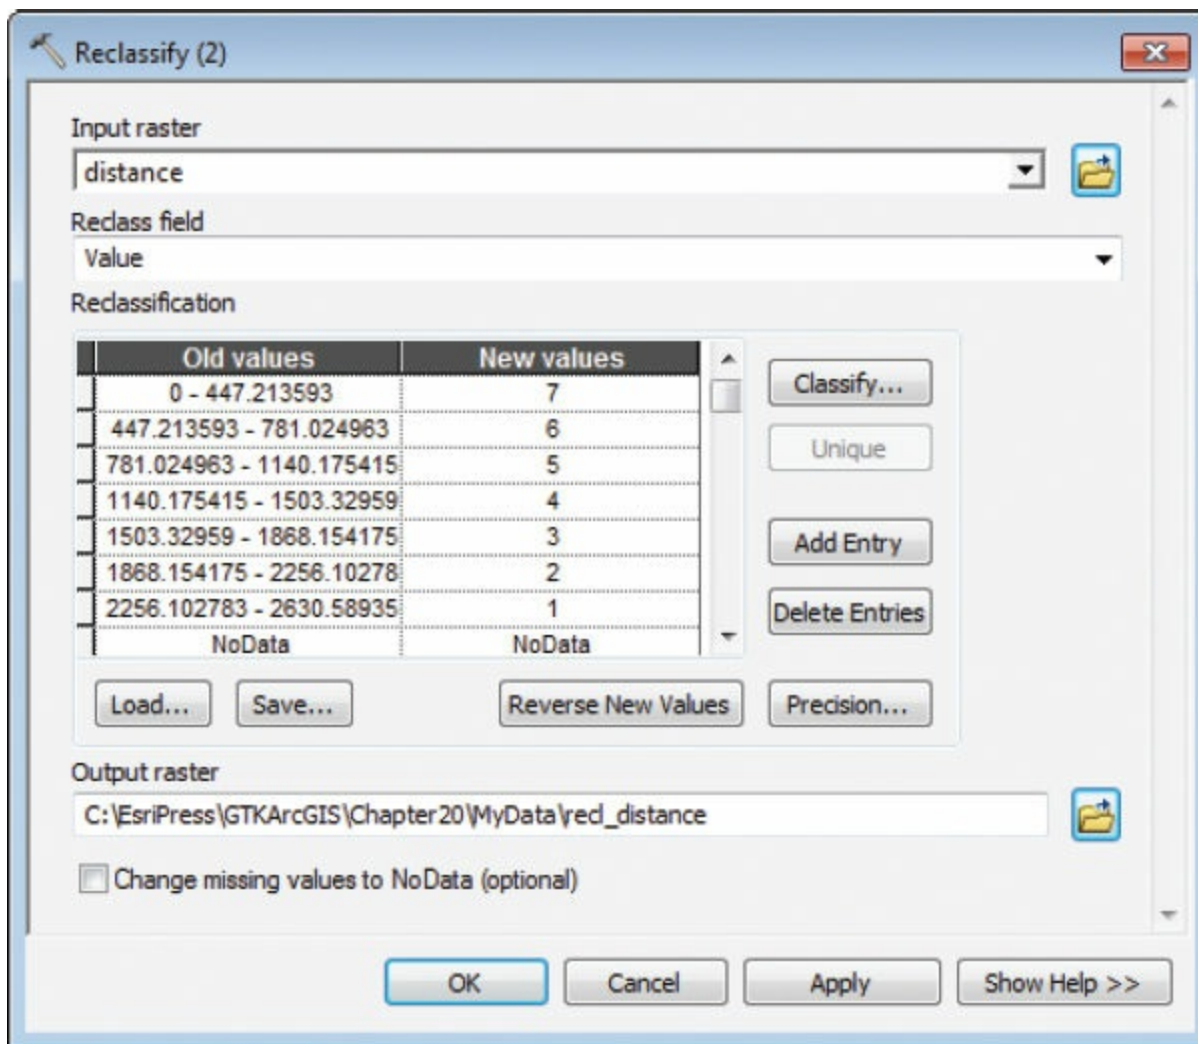 Reclassify (2)
Input raster
distance
Reclass field
Value
Reclassification
Old values New values
0 - 447.213593 7
447.213593 - 781.024963 6
781.024963 - 1140.175415 5
1140.175415 - 1503.32959 4
1503.32959 - 1868.154175 3
1868.154175 - 2256.10278 2
2256.102783 - 2630.58935 1
NoData NoData
Classify...
Unique
Add Entry
Delete Entries
Load... Save... Reverse New Values Precision...
Output raster
C:\EsriPress\GTKArcGIS\Chapter20\MyData\recl_distance
Change missing values to NoData (optional)
OK Cancel Apply Show Help >>